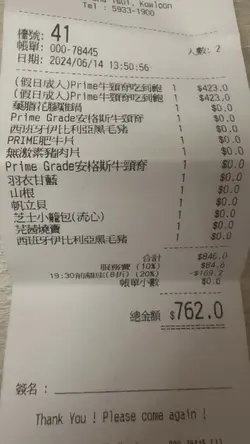 Kowloon
Tel : 5933-1900
檯號: 41
帳單: 000-78445 人數: 2
日期: 2024/06/14 13:50:56
(假日成人)Prime牛頸脊吃到飽 1 $423.0
(假日成人)Prime牛頸脊吃到飽 1 $423.0
花膠雞鍋 1 $0.0
Prime Grade安格斯牛頸脊 1 $0.0
西班牙伊比利亞黑毛豬 1 $0.0
PRIME肥牛片 1 $0.0
無激素豬肉片 1 $0.0
Prime Grade安格斯牛頸脊 1 $0.0
羽衣甘藍 1 $0.0
山根 1 $0.0
帆立貝 1 $0.0
芝士小籠包(流心) 1 $0.0
芫茜燒賣 1 $0.0
西班牙伊比利亞黑毛豬 1 $0.0
合計 $846.0
服務費 (10%) $84.6
(20%) -$169.2
帳單小數 $0.6
總金額 $762.0
簽名:
Thank You ! Please come again !